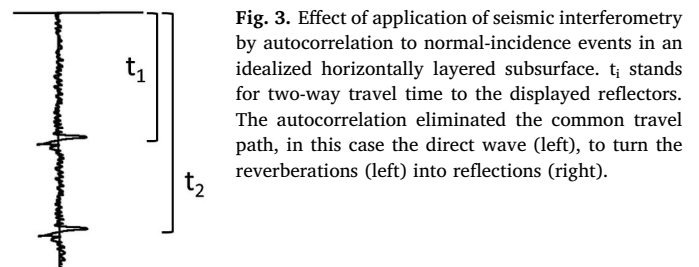 t1
t2
Fig. 3. Effect of application of seismic interferometry
by autocorrelation to normal-incidence events in an
idealized horizontally layered subsurface. ti stands
for two-way travel time to the displayed reflectors.
The autocorrelation eliminated the common travel
path, in this case the direct wave (left), to turn the
reverberations (left) into reflections (right).